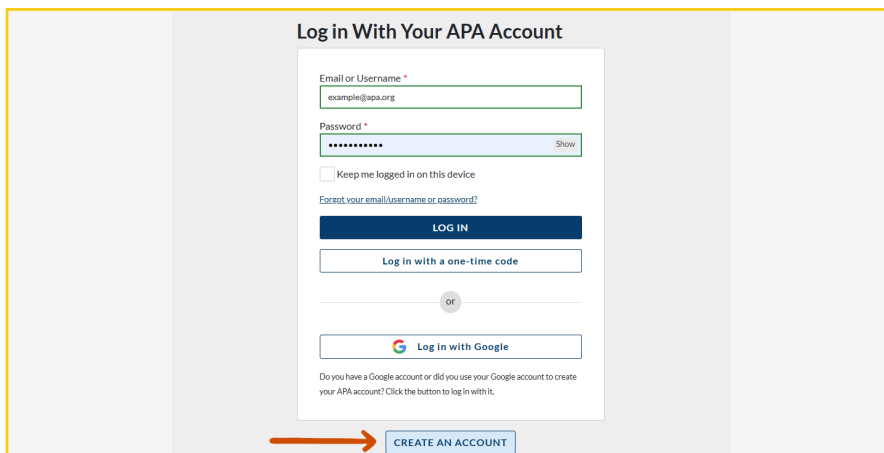 Log in With Your APA Account
Email or Username *
example@apa.org
Password *
•••••••••••
Show
Keep me logged in on this device
Forgot your email/username or password?
LOG IN
Log in with a one-time code
or
Log in with Google
Do you have a Google account or did you use your Google account to create
your APA account? Click the button to log in with it.
CREATE AN ACCOUNT